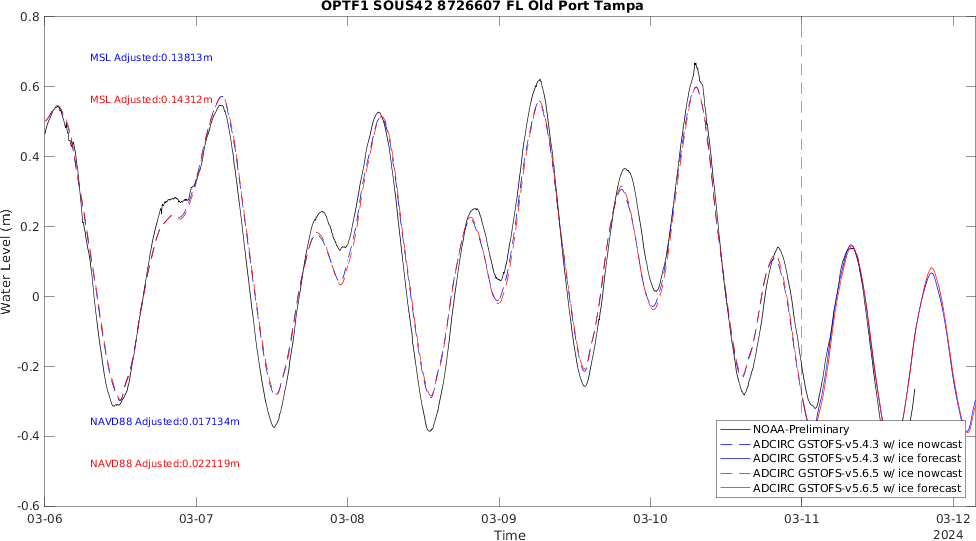 OPTF1 SOUS42 8726607 FL Old Port Tampa
0.8
0.6
0.4
0.2
0
-0.2
-0.4
-0.6
Water Level (m)
MSL Adjusted:0.13813m
MSL Adjusted:0.14312m
NAVD88 Adjusted:0.017134m
NAVD88 Adjusted:0.022119m
NOAA-Preliminary
ADCIRC GSTOFS-v5.4.3 w/ ice nowcast
ADCIRC GSTOFS-v5.4.3 w/ ice forecast
ADCIRC GSTOFS-v5.6.5 w/ ice nowcast
ADCIRC GSTOFS-v5.6.5 w/ ice forecast
03-06 03-07 03-08 03-09 03-10 03-11 03-12
2024
Time